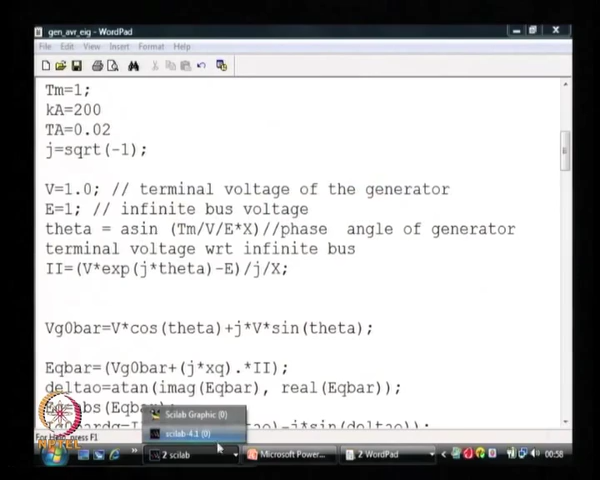 gen_avr_eig - WordPad
File Edit View Insert Format Help
Tm=1;
kA=200
TA=0.02
j=sqrt(-1);
V=1.0; // terminal voltage of the generator
E=1; // infinite bus voltage
theta = asin (Tm/V/E*X)//phase angle of generator
terminal voltage wrt infinite bus
II=(V*exp(j*theta)-E)/j/X;
Vg0bar=V*cos(theta)+j*V*sin(theta);
Eqbar=(Vg0bar+(j*xq).*II);
deltao=atan(imag(Eqbar), real(Eqbar));
Eq=abs(Eqbar)
Scilab Graphic (0)
scilab-4.1 (0)
For Help, press F1
NPTEL
2 scilab
Microsoft Power...
2 WordPad
00:58